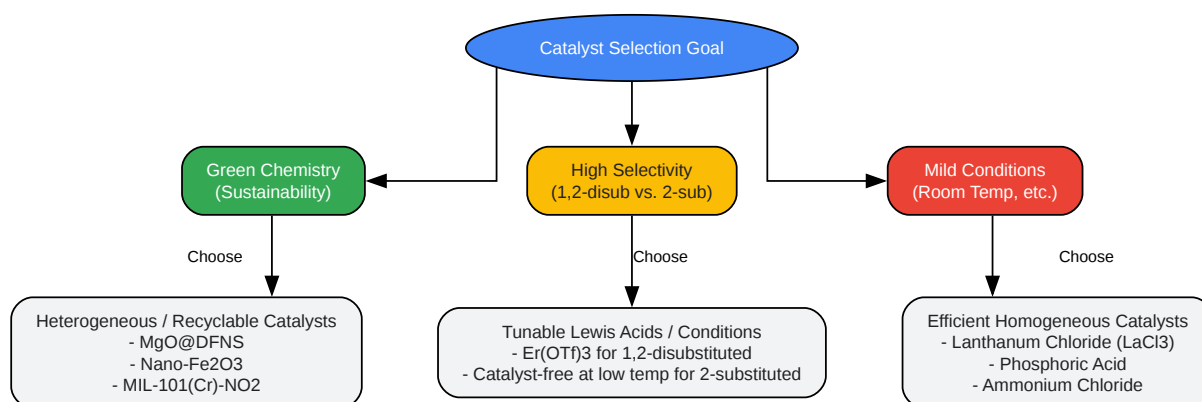 Catalyst Selection Goal
Green Chemistry
(Sustainability)
High Selectivity
(1,2-disub vs. 2-sub)
Mild Conditions
(Room Temp, etc.)
Choose
Choose
Choose
Heterogeneous / Recyclable Catalysts
- MgO@DFNS
- Nano-Fe2O3
- MIL-101(Cr)-NO2
Tunable Lewis Acids / Conditions
- Er(OTf)3 for 1,2-disubstituted
- Catalyst-free at low temp for 2-substituted
Efficient Homogeneous Catalysts
- Lanthanum Chloride (LaCl3)
- Phosphoric Acid
- Ammonium Chloride